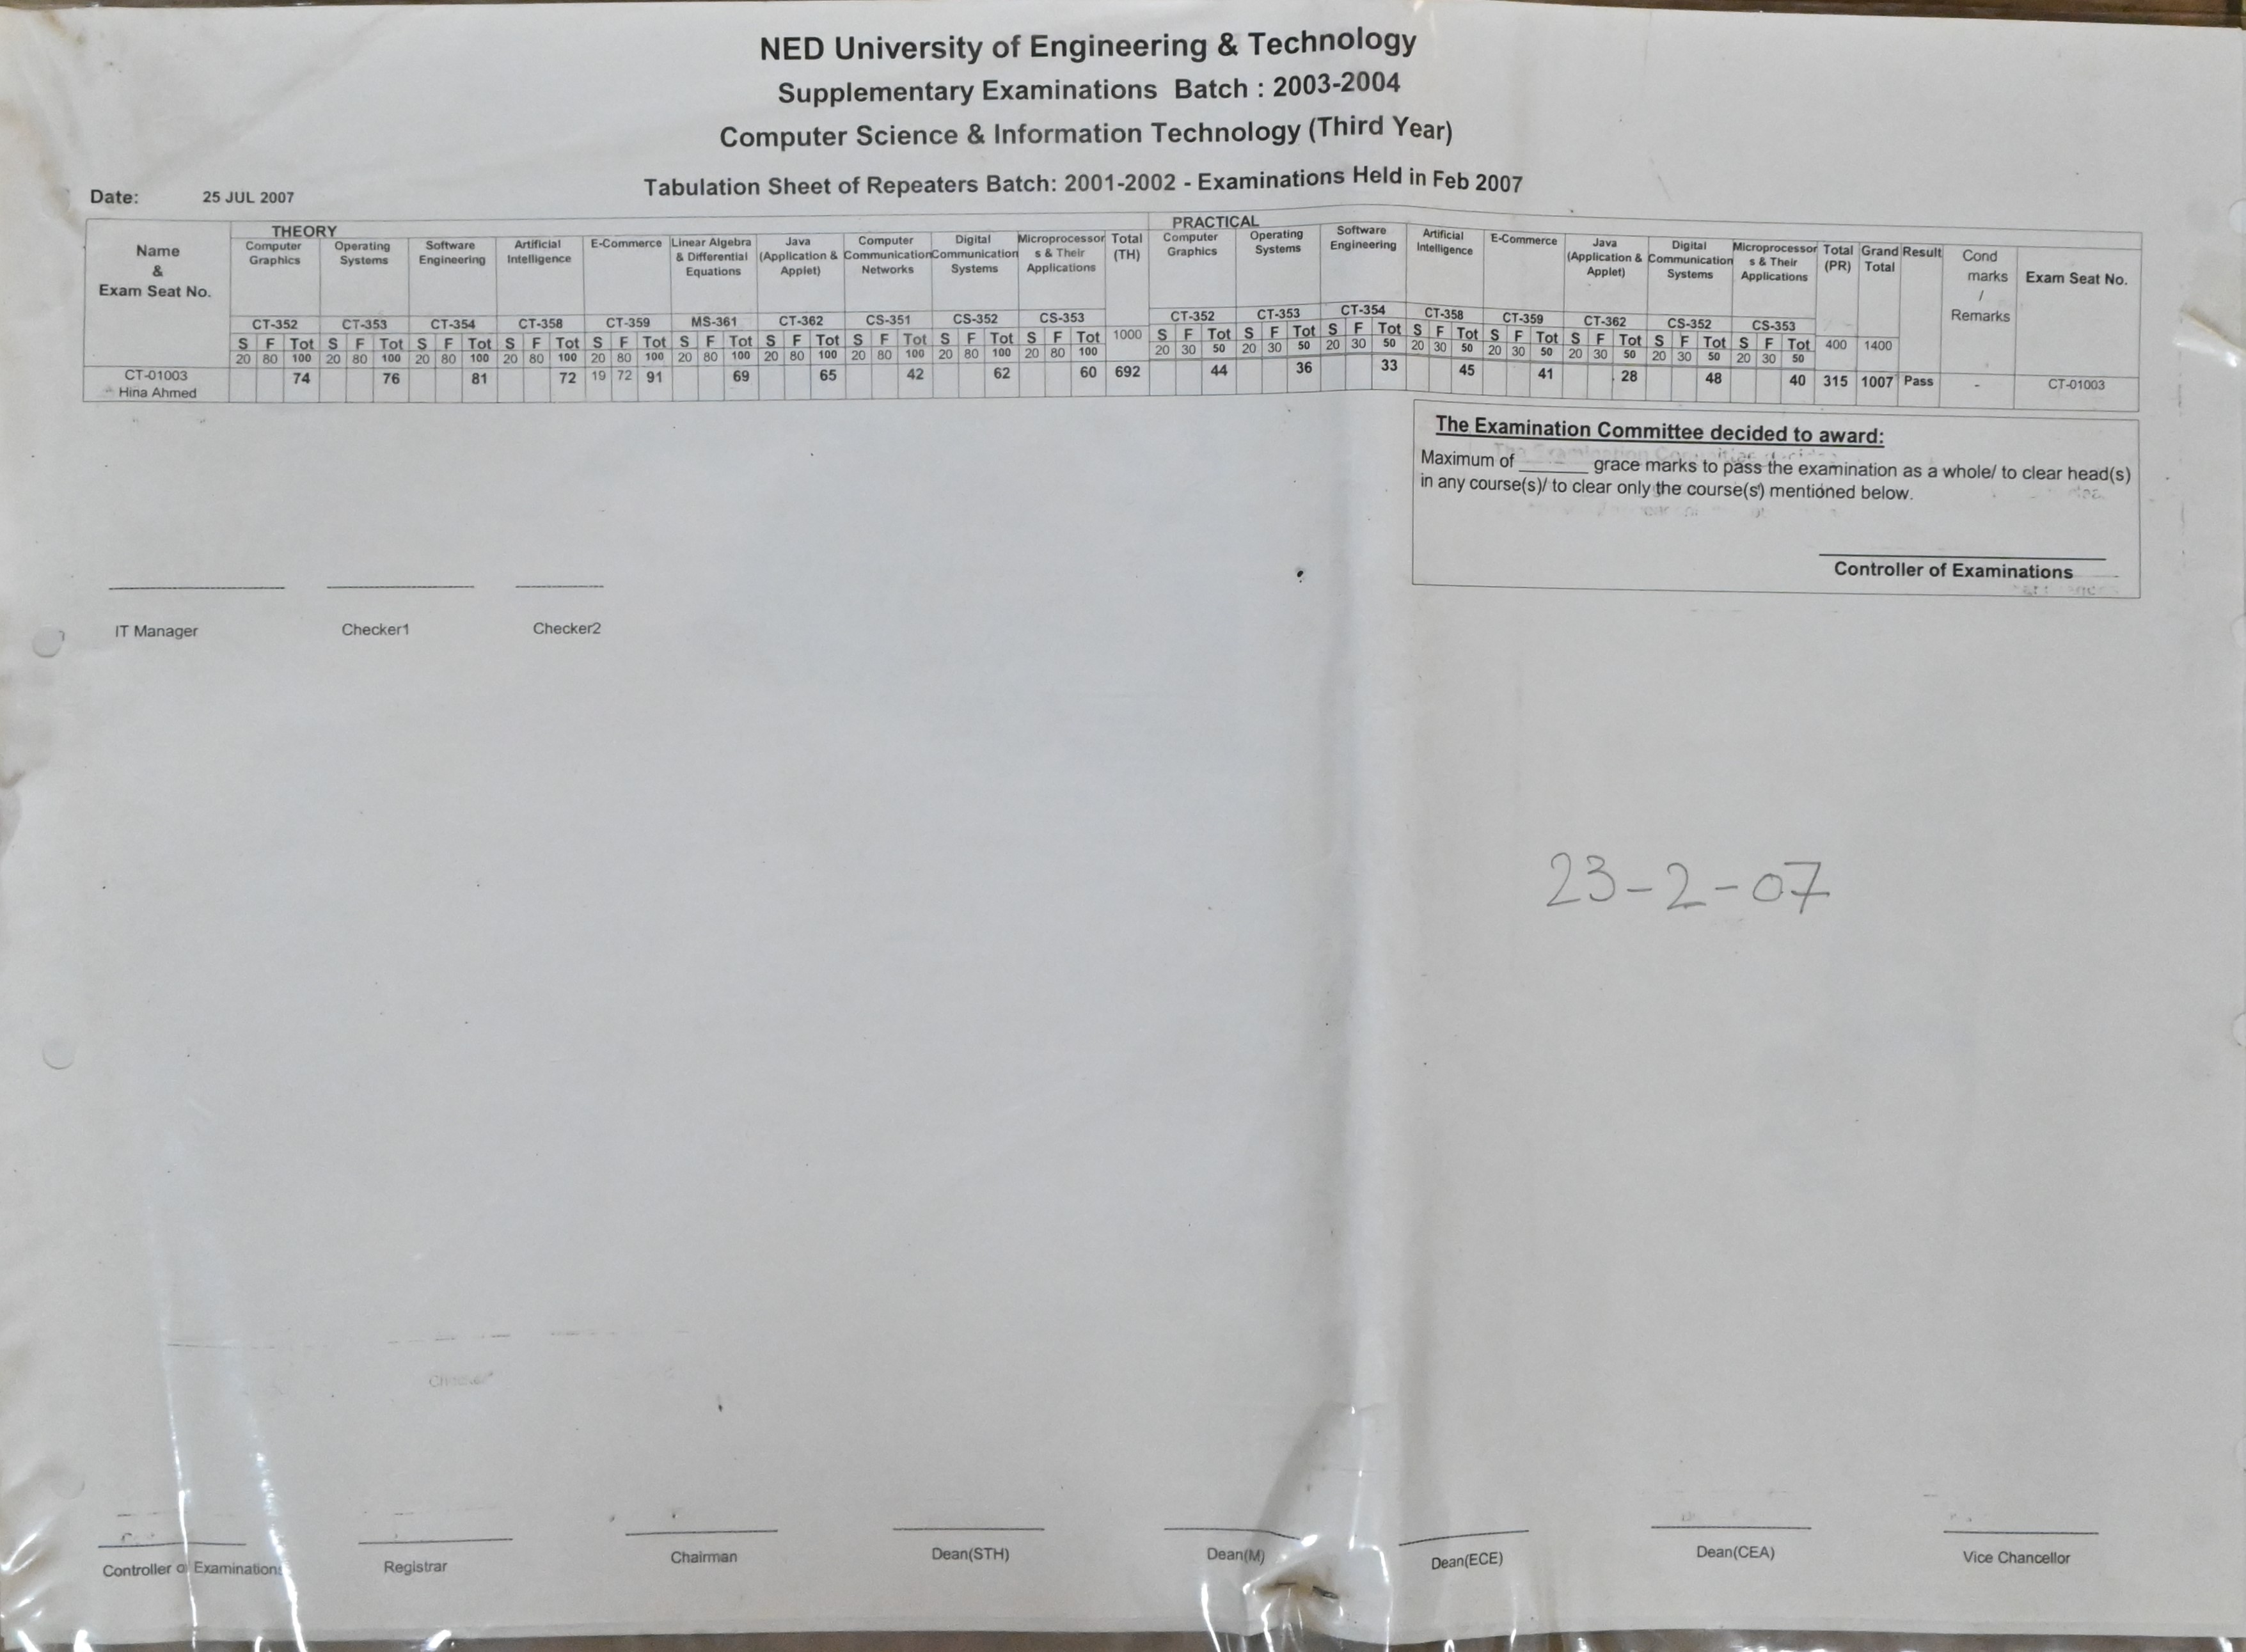 NED University of Engineering & Technology
Supplementary Examinations Batch : 2003-2004
Computer Science & Information Technology (Third Year)
Tabulation Sheet of Repeaters Batch: 2001-2002 - Examinations Held in Feb 2007
Date: 25 JUL 2007
Name & Exam Seat No.
THEORY
Computer Graphics Operating Systems Software Engineering Artificial Intelligence E-Commerce Linear Algebra & Differential Equations Java (Application & Applet) Computer Communication Networks Digital Communication Systems Microprocessors & Their Applications Total (TH)
PRACTICAL
Computer Graphics Operating Systems Software Engineering Artificial Intelligence E-Commerce Java (Application & Applet) Digital Communication Systems Microprocessors & Their Applications Total (PR) Grand Total Result Cond marks / Remarks Exam Seat No.
CT-352 CT-353 CT-354 CT-358 CT-359 MS-361 CT-362 CS-351 CS-352 CS-353 CT-352 CT-353 CT-354 CT-358 CT-359 CT-362 CS-352 CS-353
S F Tot S F Tot S F Tot S F Tot S F Tot S F Tot S F Tot S F Tot S F Tot S F Tot 1000 S F Tot S F Tot S F Tot S F Tot S F Tot S F Tot S F Tot S F Tot 400 1400
20 80 100 20 80 100 20 80 100 20 80 100 20 80 100 20 80 100 20 80 100 20 80 100 20 80 100 20 80 100 20 30 50 20 30 50 20 30 50 20 30 50 20 30 50 20 30 50 20 30 50 20 30 50
CT-01003 74 76 81 72 19 72 91 69 65 42 62 60 692 44 36 33 45 41 28 48 40 315 1007 Pass - CT-01003
Hina Ahmed
The Examination Committee decided to award:
Maximum of ______ grace marks to pass the examination as a whole/ to clear head(s)
in any course(s)/ to clear only the course(s) mentioned below.
Controller of Examinations
IT Manager Checker1 Checker2
23-2-07
Controller of Examinations Registrar Chairman Dean(STH) Dean(M) Dean(ECE) Dean(CEA) Vice Chancellor